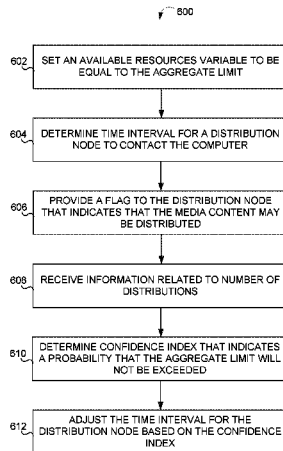 600
602
SET AN AVAILABLE RESOURCES VARIABLE TO BE
EQUAL TO THE AGGREGATE LIMIT
604
DETERMINE TIME INTERVAL FOR A DISTRIBUTION
NODE TO CONTACT THE COMPUTER
606
PROVIDE A FLAG TO THE DISTRIBUTION NODE
THAT INDICATES THAT THE MEDIA CONTENT MAY
BE DISTRIBUTED
608
RECEIVE INFORMATION RELATED TO NUMBER OF
DISTRIBUTIONS
610
DETERMINE CONFIDENCE INDEX THAT INDICATES
A PROBABILITY THAT THE AGGREGATE LIMIT WILL
NOT BE EXCEEDED
612
ADJUST THE TIME INTERVAL FOR THE
DISTRIBUTION NODE BASED ON THE CONFIDENCE
INDEX